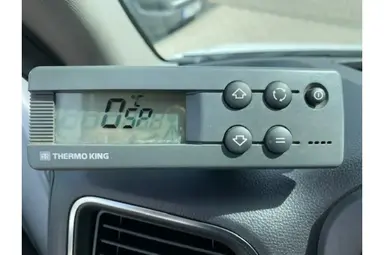 °C
0SP.
THERMO KING